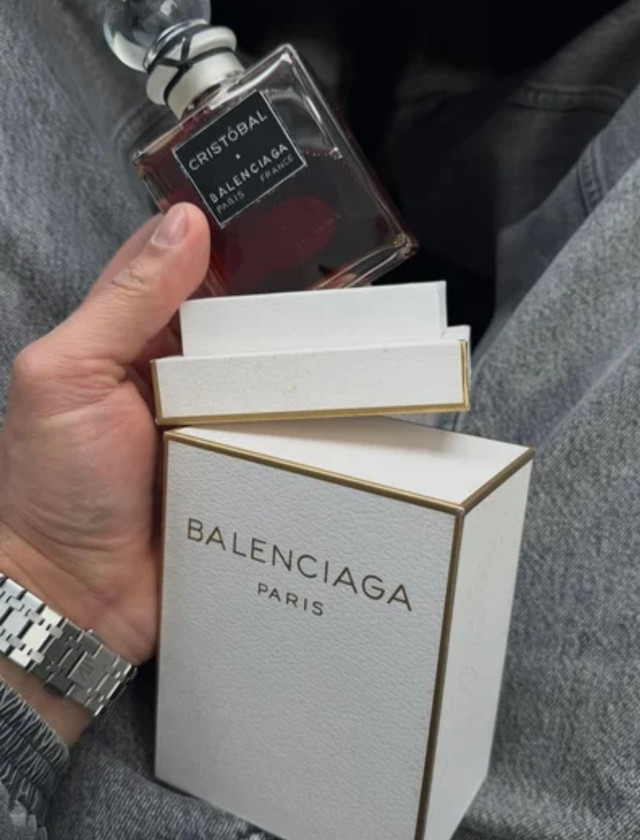 CRISTÓBAL
•
BALENCIAGA
PARIS FRANCE
BALENCIAGA
PARIS